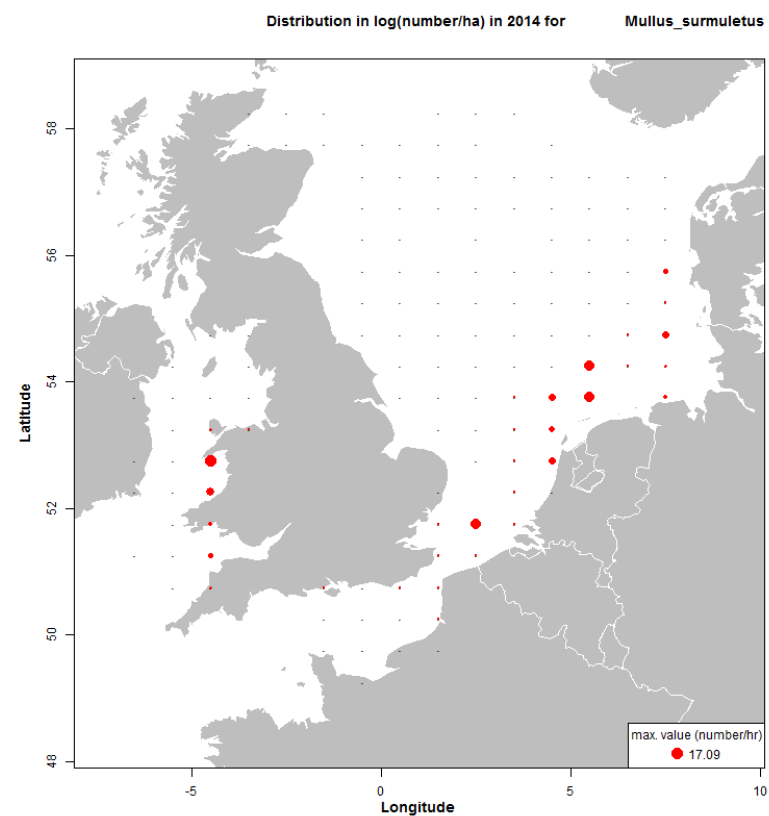 Distribution in log(number/ha) in 2014 for Mullus_surmuletus
58
56
54
52
50
48
Latitude
-5 0 5 10
Longitude
max. value (number/hr)
17.09